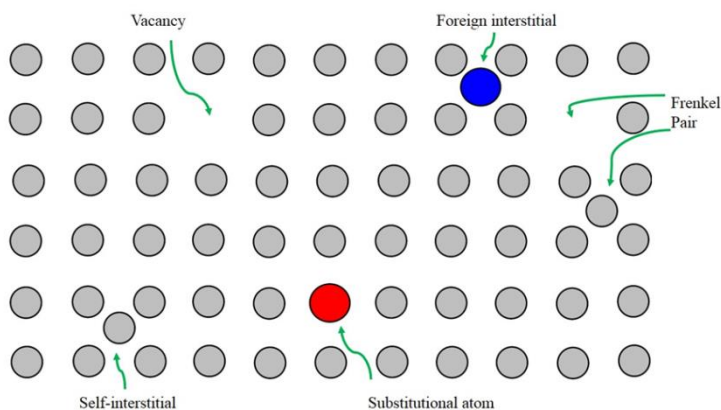 Vacancy
Foreign interstitial
Frenkel
Pair
Self-interstitial
Substitutional atom